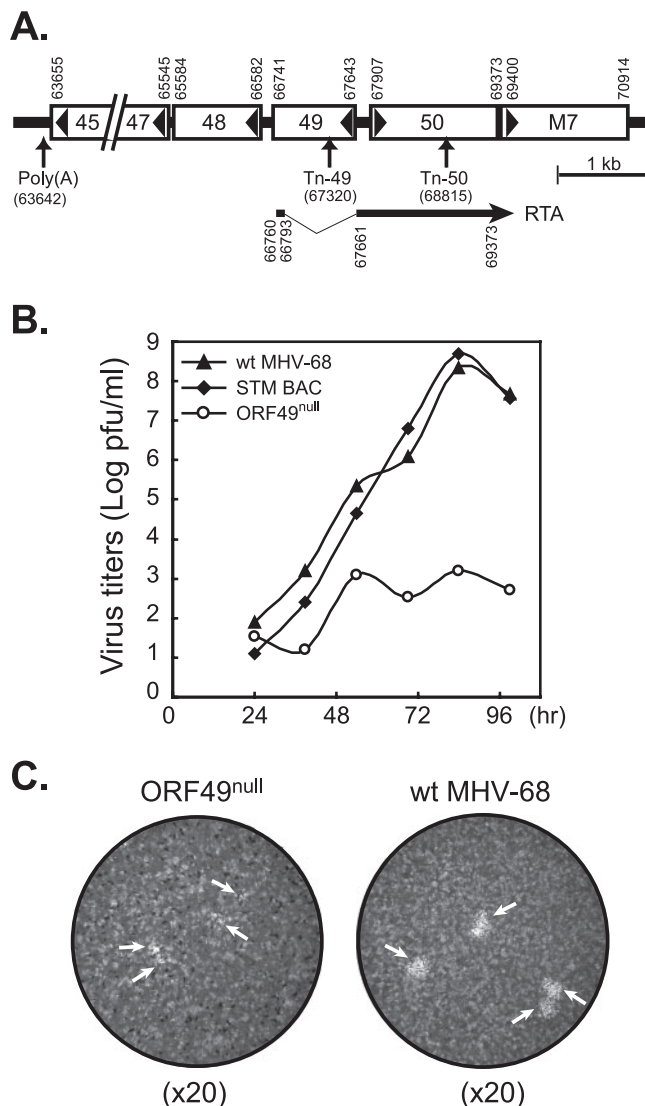 A.
63655 65545 65584 66582 66741 67643 67907 69373 69400 70914
45 47 48 49 50 M7
Poly(A) Tn-49 Tn-50 1 kb
(63642) (67320) (68815)
RTA
66760 66793 67661 69373
B.
Virus titers (Log pfu/ml)
9
8
7
6
5
4
3
2
1
0
wt MHV-68
STM BAC
ORF49null
0 24 48 72 96 (hr)
C.
ORF49null wt MHV-68
(x20) (x20)